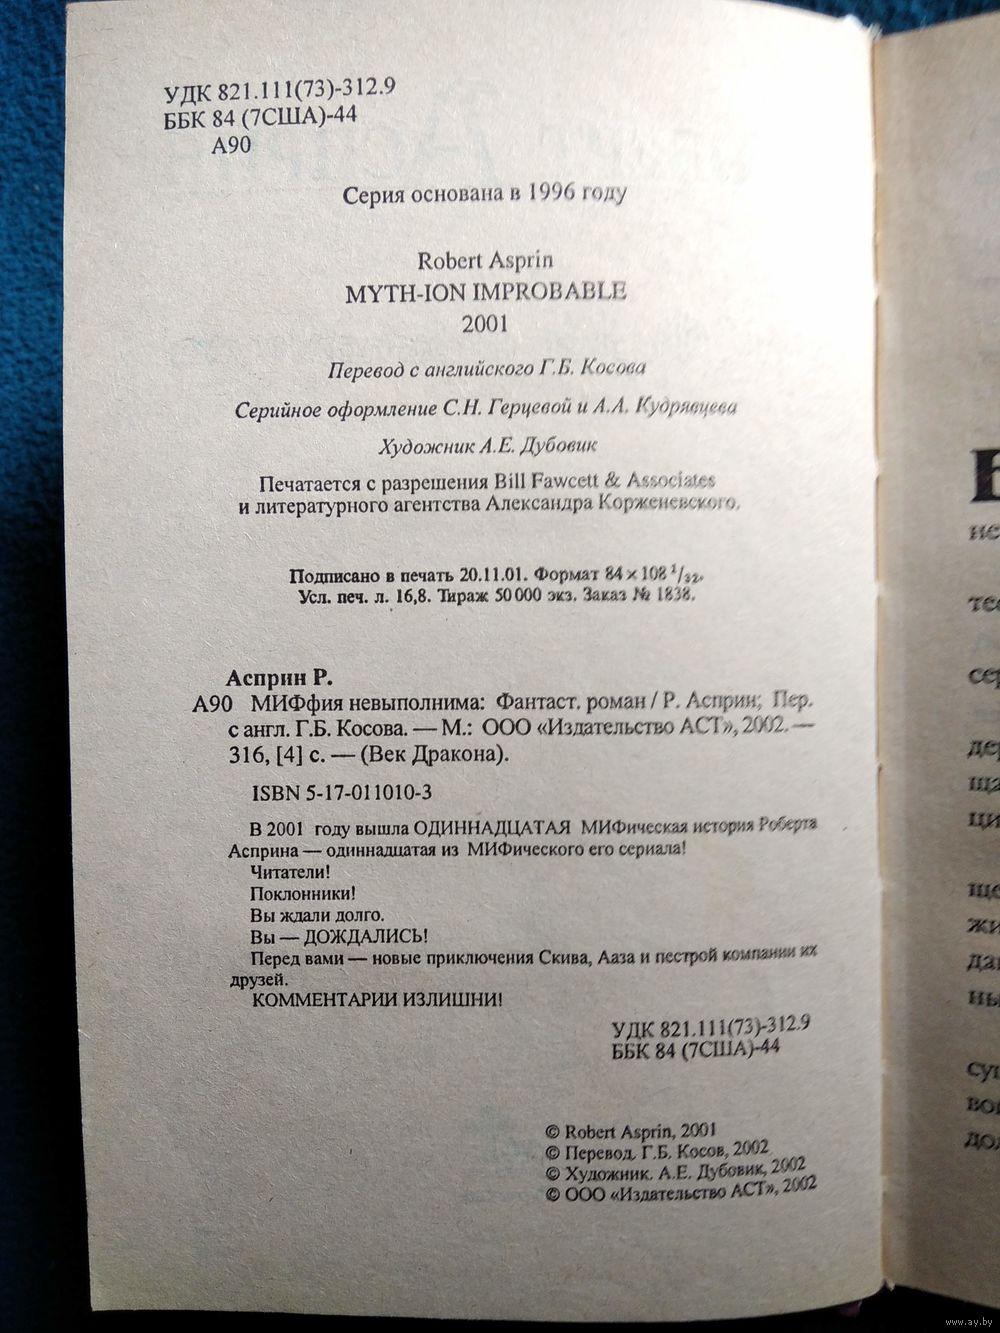 УДК 821.111(73)-312.9
ББК 84 (7США)-44
А90
Серия основана в 1996 году
Robert Asprin
MYTH-ION IMPROBABLE
2001
Перевод с английского Г.Б. Косова
Серийное оформление С.Н. Герцевой и А.А. Кудрявцева
Художник А.Е. Дубовик
Печатается с разрешения Bill Fawcett & Associates
и литературного агентства Александра Корженевского.
Подписано в печать 20.11.01. Формат 84 × 108 1/32.
Усл. печ. л. 16,8. Тираж 50 000 экз. Заказ № 1838.
Асприн Р.
А90 МИФфия невыполнима: Фантаст. роман / Р. Асприн; Пер.
с англ. Г.Б. Косова. — М.: ООО «Издательство АСТ», 2002. —
316, [4] с. — (Век Дракона).
ISBN 5-17-011010-3
В 2001 году вышла ОДИННАДЦАТАЯ МИФическая история Роберта
Асприна — одиннадцатая из МИФического его сериала!
Читатели!
Поклонники!
Вы ждали долго.
Вы — ДОЖДАЛИСЬ!
Перед вами — новые приключения Скива, Ааза и пестрой компании их
друзей.
КОММЕНТАРИИ ИЗЛИШНИ!
УДК 821.111(73)-312.9
ББК 84 (7США)-44
© Robert Asprin, 2001
© Перевод. Г.Б. Косов, 2002
© Художник. А.Е. Дубовик, 2002
© ООО «Издательство АСТ», 2002
www.ay.by